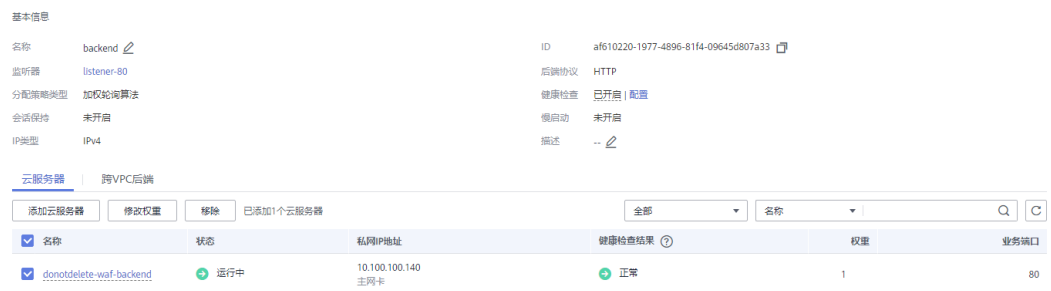 基本信息
名称 backend
ID af610220-1977-4896-81f4-09645d807a33
监听器 listener-80
后端协议 HTTP
分配策略类型 加权轮询算法
健康检查 已开启 | 配置
会话保持 未开启
慢启动 未开启
IP类型 IPv4
描述 --
云服务器 跨VPC后端
添加云服务器 修改权重 移除 已添加1个云服务器 全部 名称
名称 状态 私网IP地址 健康检查结果 ? 权重 业务端口
donotdelete-waf-backend 运行中 10.100.100.140 正常 1 80
主网卡